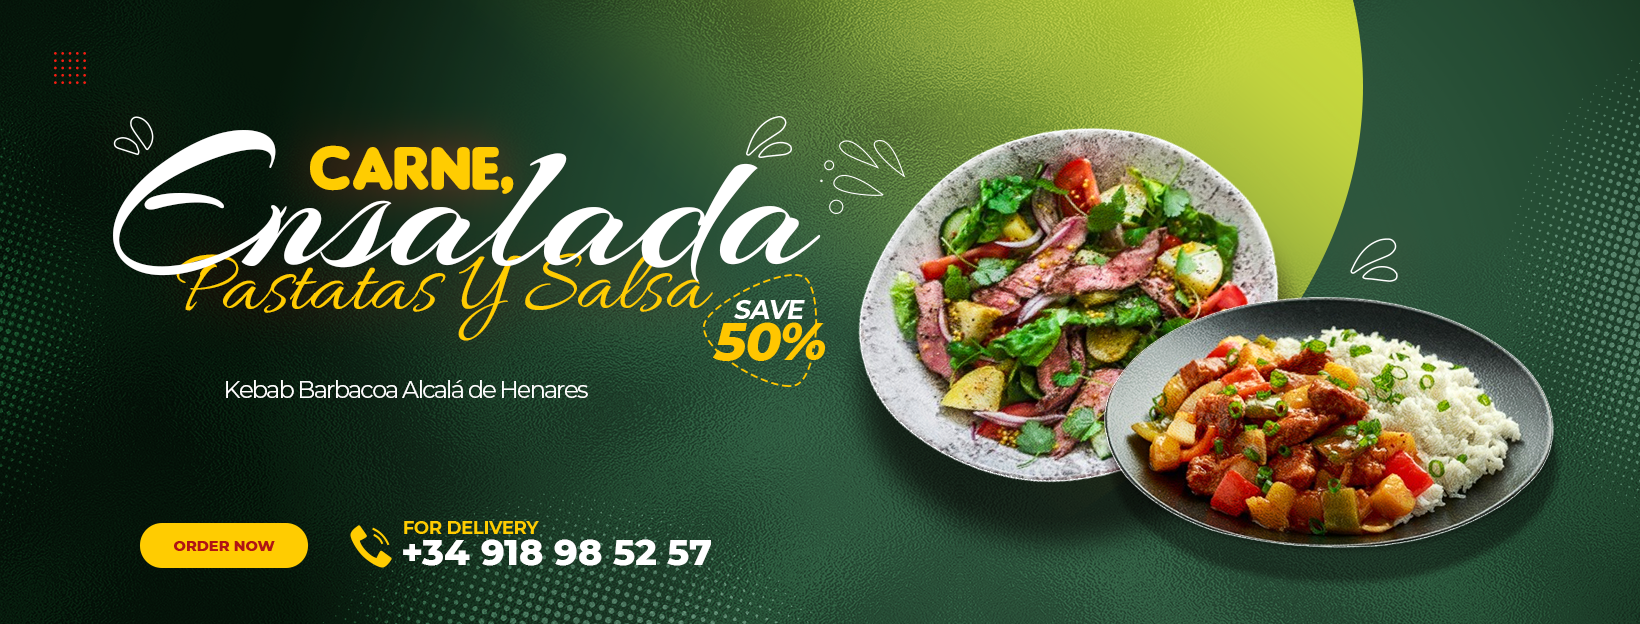 CARNE,
Ensalada
Pastatas Y Salsa
SAVE
50%
Kebab Barbacoa Alcalá de Henares
ORDER NOW
FOR DELIVERY
+34 918 98 52 57